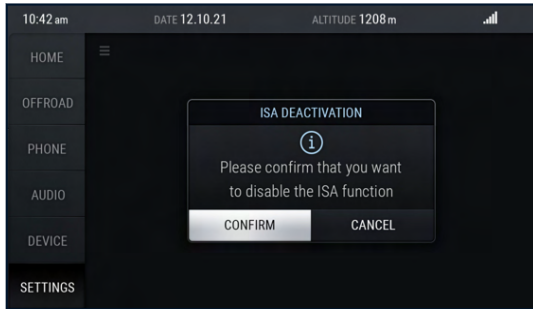 10:42 am DATE 12.10.21 ALTITUDE 1208 m
HOME
OFFROAD
PHONE
AUDIO
DEVICE
SETTINGS
ISA DEACTIVATION
Please confirm that you want
to disable the ISA function
CONFIRM CANCEL